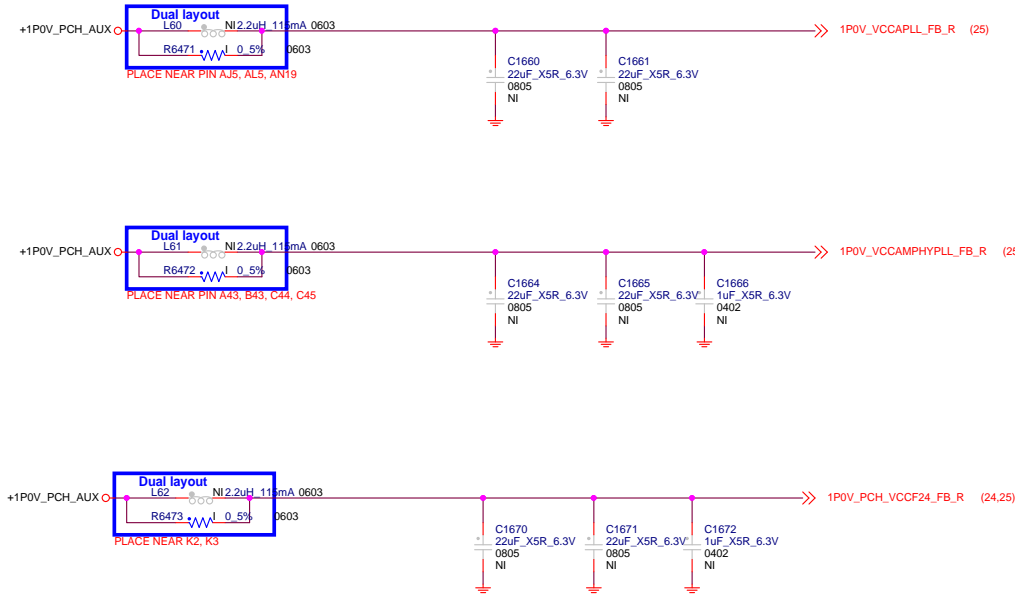 Dual layout
+1P0V_PCH_AUX L60 NI 2.2uH_115mA 0603 1P0V_VCCAPLL_FB_R (25)
R6471 I 0_5% 0603
PLACE NEAR PIN AJ5, AL5, AN19
C1660 C1661
22uF_X5R_6.3V 22uF_X5R_6.3V
0805 0805
NI NI
Dual layout
+1P0V_PCH_AUX L61 NI 2.2uH_115mA 0603 1P0V_VCCAMPHYPLL_FB_R (25
R6472 I 0_5% 0603
PLACE NEAR PIN A43, B43, C44, C45
C1664 C1665 C1666
22uF_X5R_6.3V 22uF_X5R_6.3V 1uF_X5R_6.3V
0805 0805 0402
NI NI NI
Dual layout
+1P0V_PCH_AUX L62 NI 2.2uH_115mA 0603 1P0V_PCH_VCCF24_FB_R (24,25)
R6473 I 0_5% 0603
PLACE NEAR K2, K3
C1670 C1671 C1672
22uF_X5R_6.3V 22uF_X5R_6.3V 1uF_X5R_6.3V
0805 0805 0402
NI NI NI